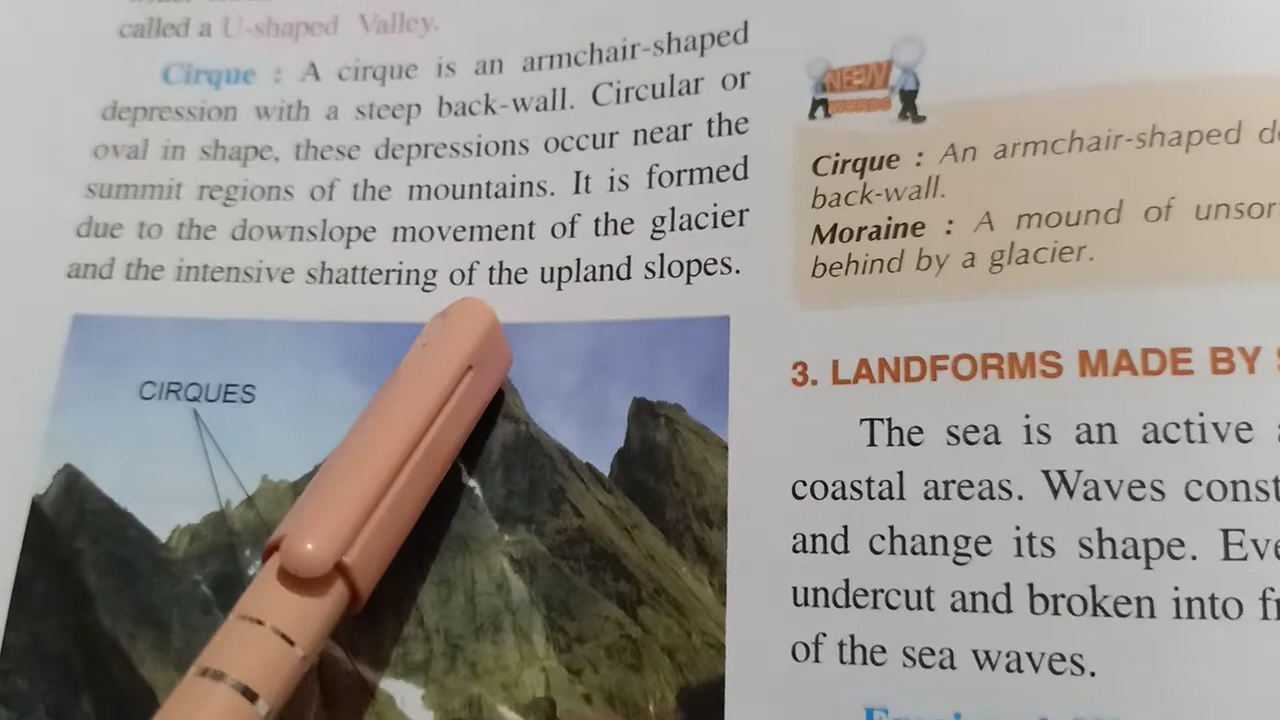 called a U-shaped Valley.
Cirque : A cirque is an armchair-shaped
depression with a steep back-wall. Circular or
oval in shape, these depressions occur near the
summit regions of the mountains. It is formed
due to the downslope movement of the glacier
and the intensive shattering of the upland slopes.
CIRQUES
NEW
WORDS
Cirque : An armchair-shaped
back-wall.
Moraine : A mound of
behind by a glacier.
3. LANDFORMS MADE BY
The sea is an active
coastal areas. Waves
and change its shape.
undercut and broken into
of the sea waves.